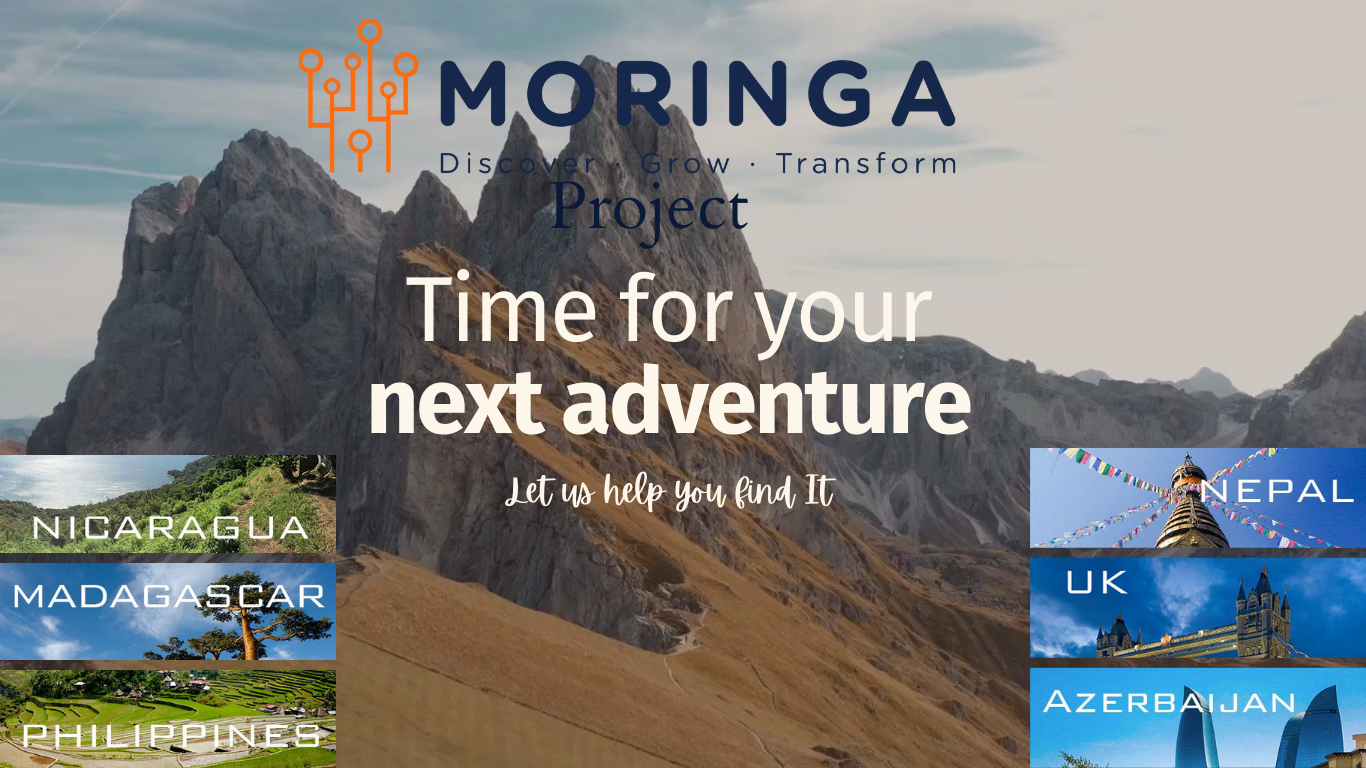 MORINGA
Discover · Grow · Transform
Project
Time for your
next adventure
Let us help you find It
NICARAGUA
MADAGASCAR
PHILIPPINES
NEPAL
UK
AZERBAIJAN